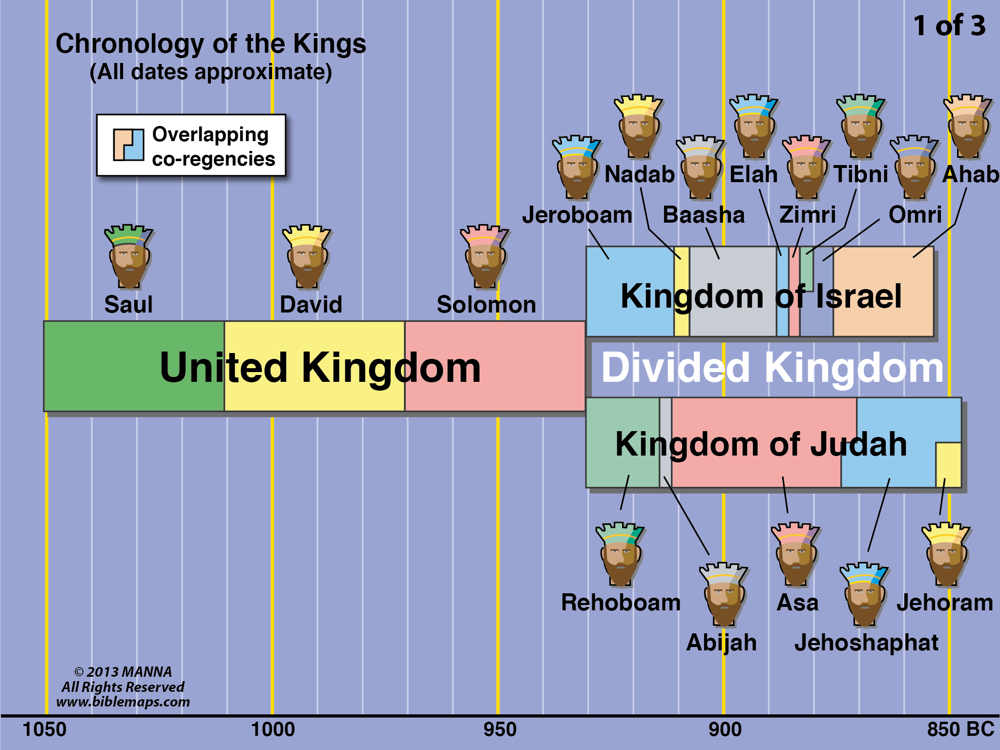 1 of 3
Chronology of the Kings
(All dates approximate)
Overlapping
co-regencies
Nadab
Elah
Tibni
Ahab
Jeroboam
Baasha
Zimri
Omri
Saul
David
Solomon
Kingdom of Israel
United Kingdom
Divided Kingdom
Kingdom of Judah
Rehoboam
Asa
Jehoram
Abijah
Jehoshaphat
© 2013 MANNA
All Rights Reserved
www.biblemaps.com
1050
1000
950
900
850 BC